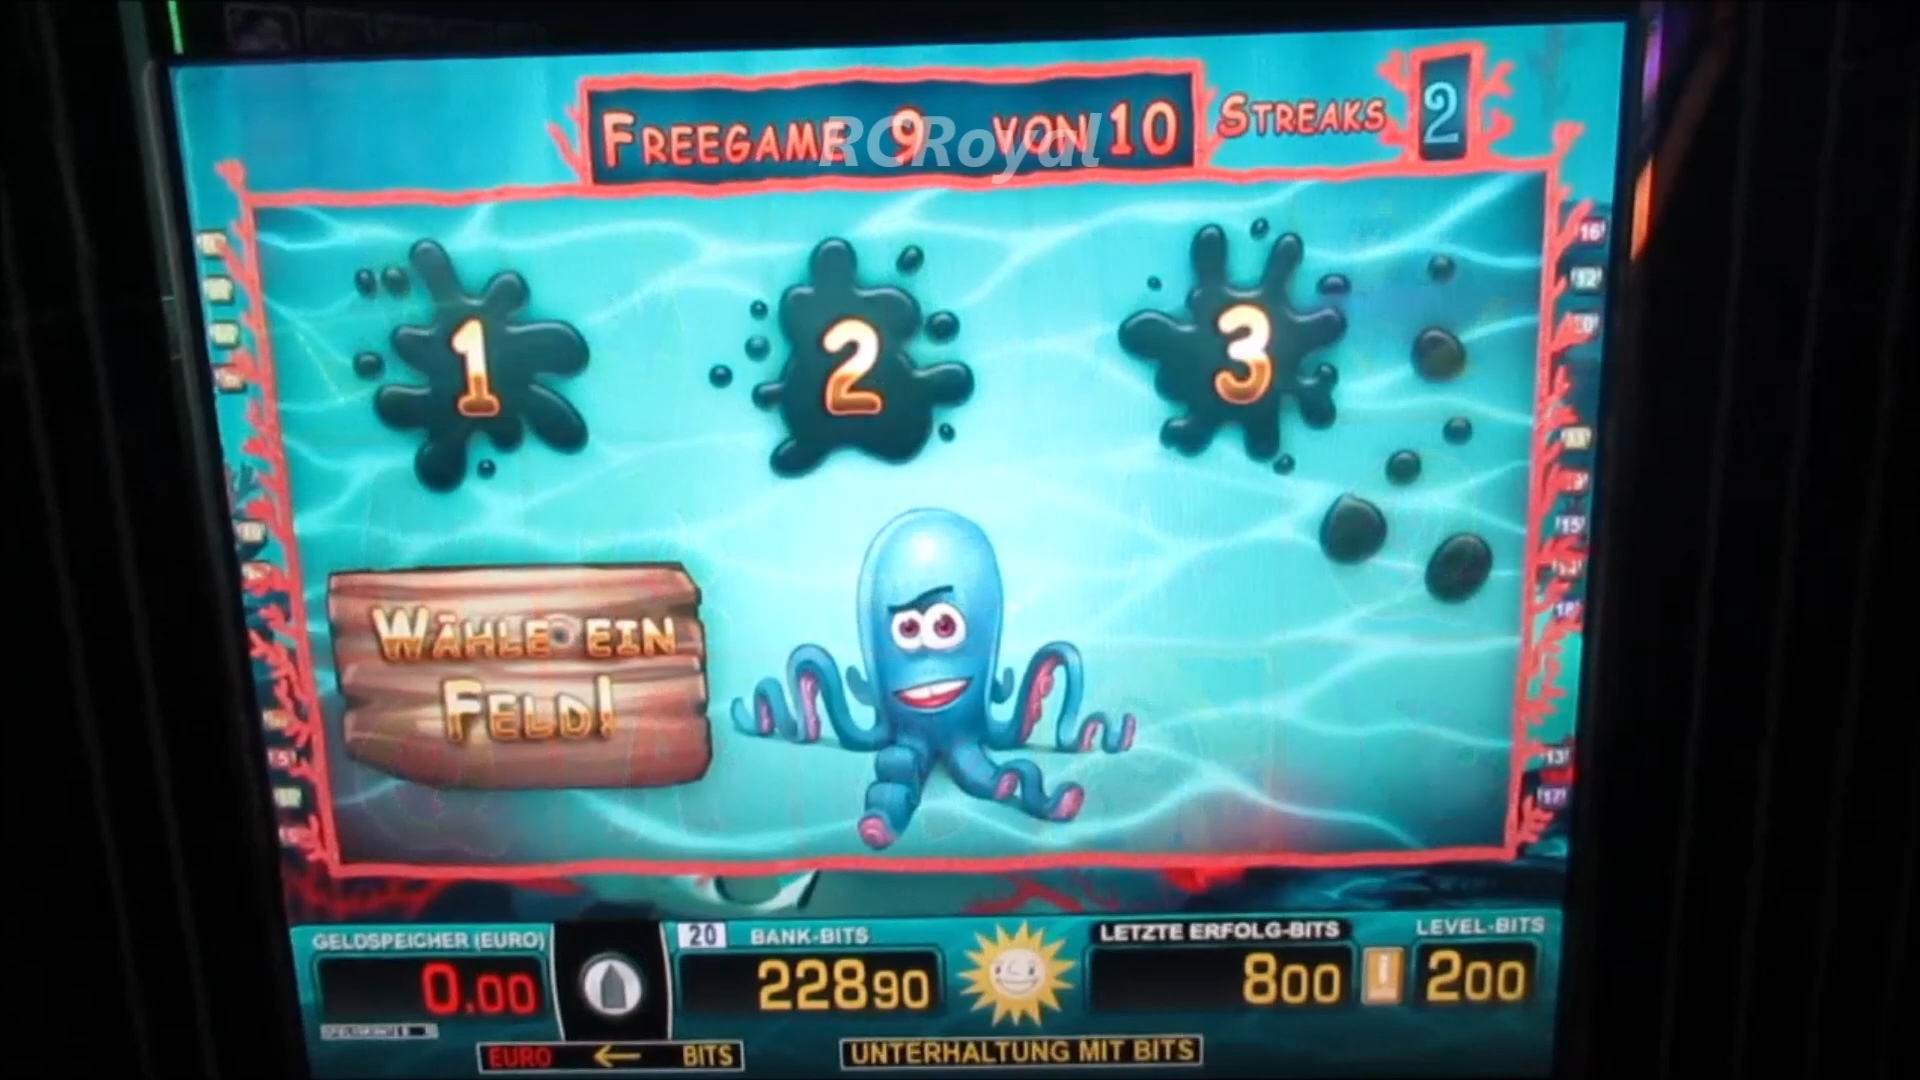 FREEGAME 9 VON 10
STREAKS 2
RCRoyal
1
2
3
WÄHLE EIN
FELD!
GELDSPEICHER (EURO)
0.00
20
BANK-BITS
22890
LETZTE ERFOLG-BITS
800
LEVEL-BITS
200
EURO ← BITS
UNTERHALTUNG MIT BITS